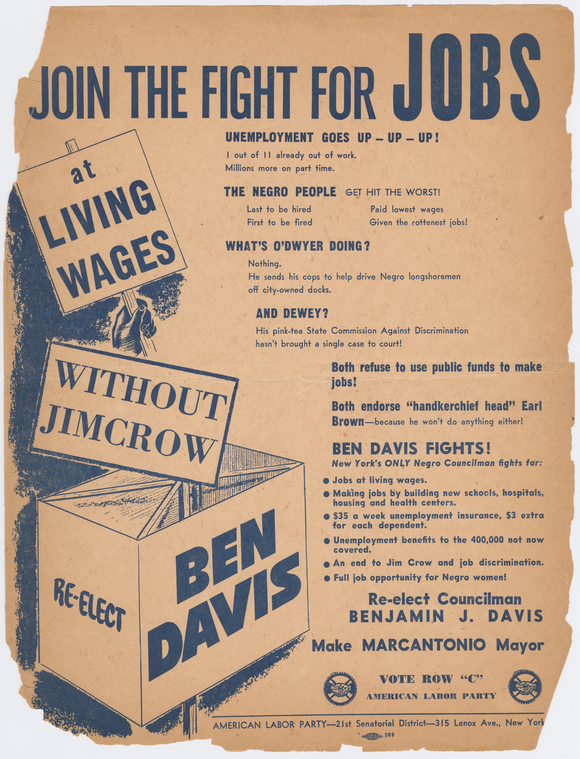 JOIN THE FIGHT FOR JOBS
at
LIVING
WAGES
WITHOUT
JIMCROW
RE-ELECT
BEN
DAVIS
UNEMPLOYMENT GOES UP – UP – UP!
1 out of 11 already out of work.
Millions more on part time.
THE NEGRO PEOPLE GET HIT THE WORST!
Last to be hired Paid lowest wages
First to be fired Given the rottenest jobs!
WHAT'S O'DWYER DOING?
Nothing.
He sends his cops to help drive Negro longshoremen
off city-owned docks.
AND DEWEY?
His pink-tea State Commission Against Discrimination
hasn't brought a single case to court!
Both refuse to use public funds to make
jobs!
Both endorse "handkerchief head" Earl
Brown—because he won't do anything either!
BEN DAVIS FIGHTS!
New York's ONLY Negro Councilman fights for:
● Jobs at living wages.
● Making jobs by building new schools, hospitals,
housing and health centers.
● $35 a week unemployment insurance, $3 extra
for each dependent.
● Unemployment benefits to the 400,000 not now
covered.
● An end to Jim Crow and job discrimination.
● Full job opportunity for Negro women!
Re-elect Councilman
BENJAMIN J. DAVIS
Make MARCANTONIO Mayor
VOTE ROW "C"
AMERICAN LABOR PARTY
AMERICAN LABOR PARTY—21st Senatorial District—315 Lenox Ave., New York
209